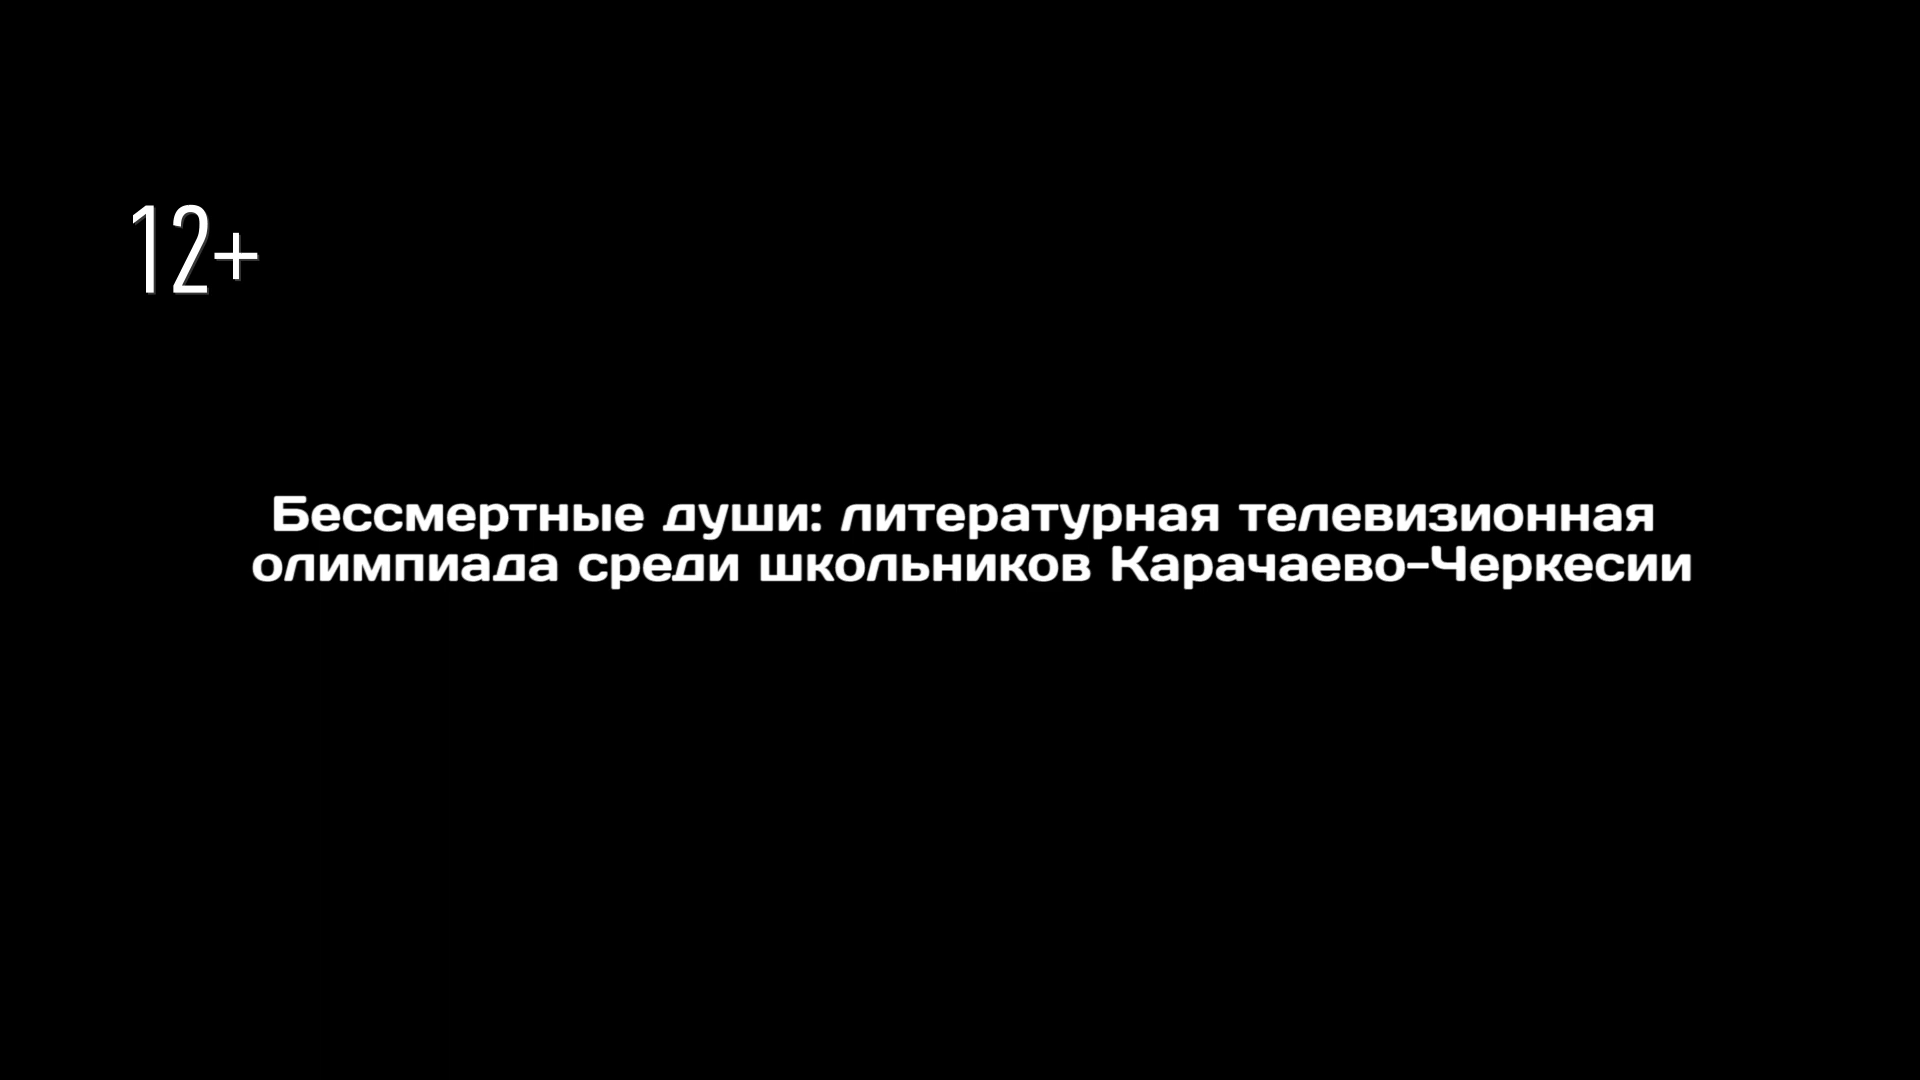 12+
Бессмертные души: литературная телевизионная
олимпиада среди школьников Карачаево-Черкесии